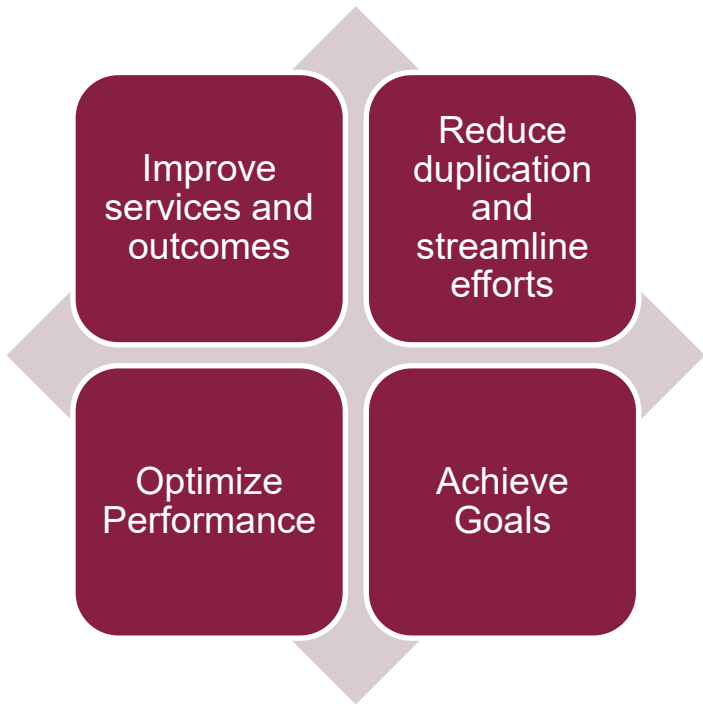 Improve
services and
outcomes
Reduce
duplication
and
streamline
efforts
Optimize
Performance
Achieve
Goals